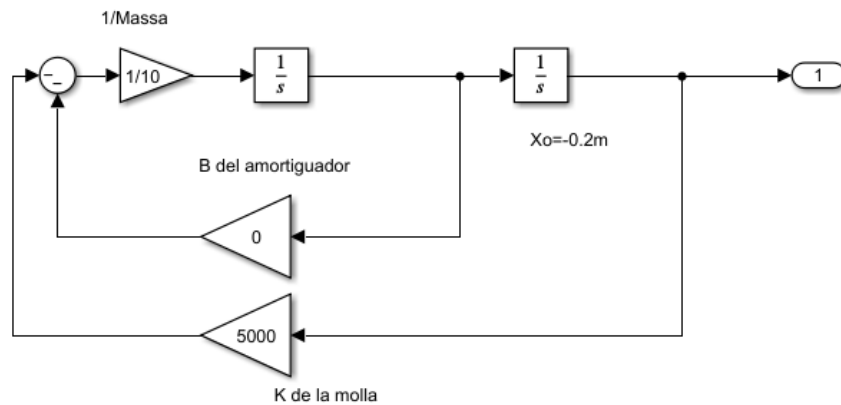 1/Massa
1/10
1
s
1
s
1
Xo=-0.2m
B del amortiguador
0
5000
K de la molla